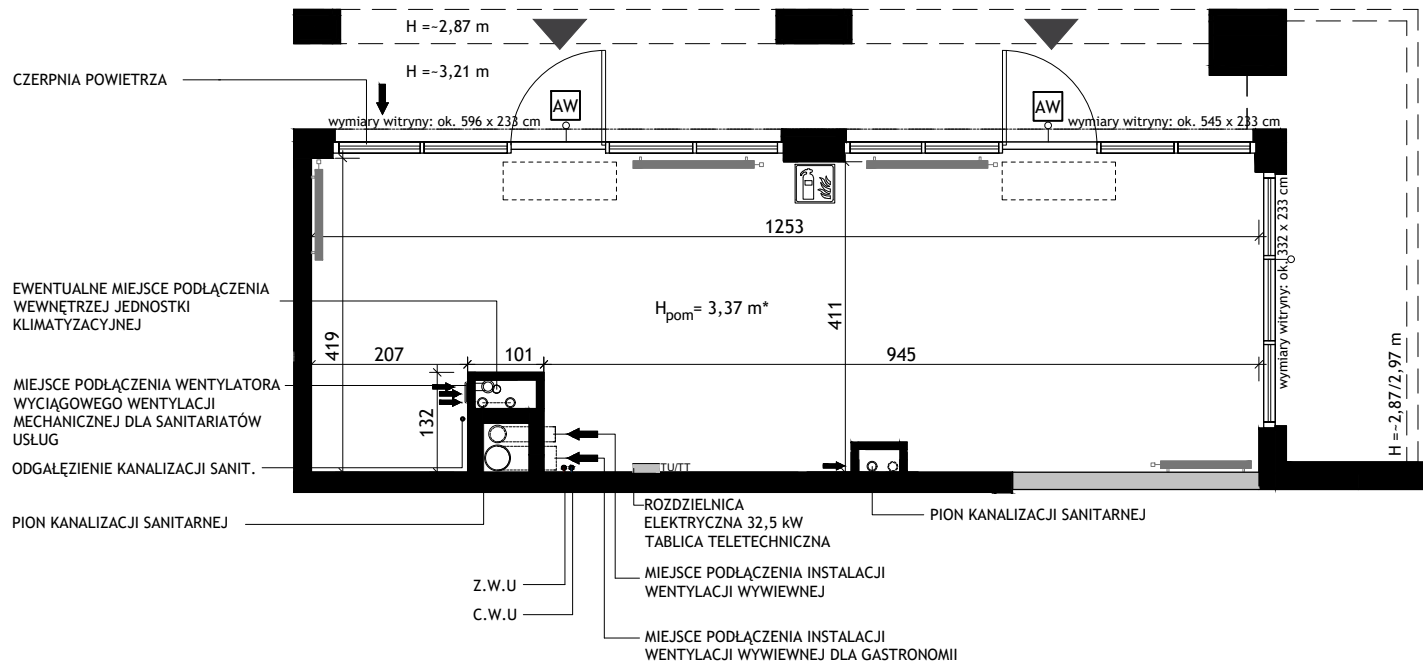 H =~2,87 m
H =~3,21 m
CZERPNIA POWIETRZA
AW
AW
wymiary witryny: ok. 596 x 233 cm
wymiary witryny: ok. 545 x 233 cm
1253
wymiary witryny: ok. 332 x 233 cm
EWENTUALNE MIEJSCE PODŁĄCZENIA
WEWNĘTRZEJ JEDNOSTKI
KLIMATYZACYJNEJ
Hpom= 3,37 m*
419
411
207
101
945
H =~2,87/2,97 m
MIEJSCE PODŁĄCZENIA WENTYLATORA
WYCIĄGOWEGO WENTYLACJI
MECHANICZNEJ DLA SANITARIATÓW
USŁUG
132
ODGAŁĘZIENIE KANALIZACJI SANIT.
TU/TT
PION KANALIZACJI SANITARNEJ
ROZDZIELNICA
ELEKTRYCZNA 32,5 kW
TABLICA TELETECHNICZNA
PION KANALIZACJI SANITARNEJ
Z.W.U
C.W.U
MIEJSCE PODŁĄCZENIA INSTALACJI
WENTYLACJI WYWIEWNEJ
MIEJSCE PODŁĄCZENIA INSTALACJI
WENTYLACJI WYWIEWNEJ DLA GASTRONOMII